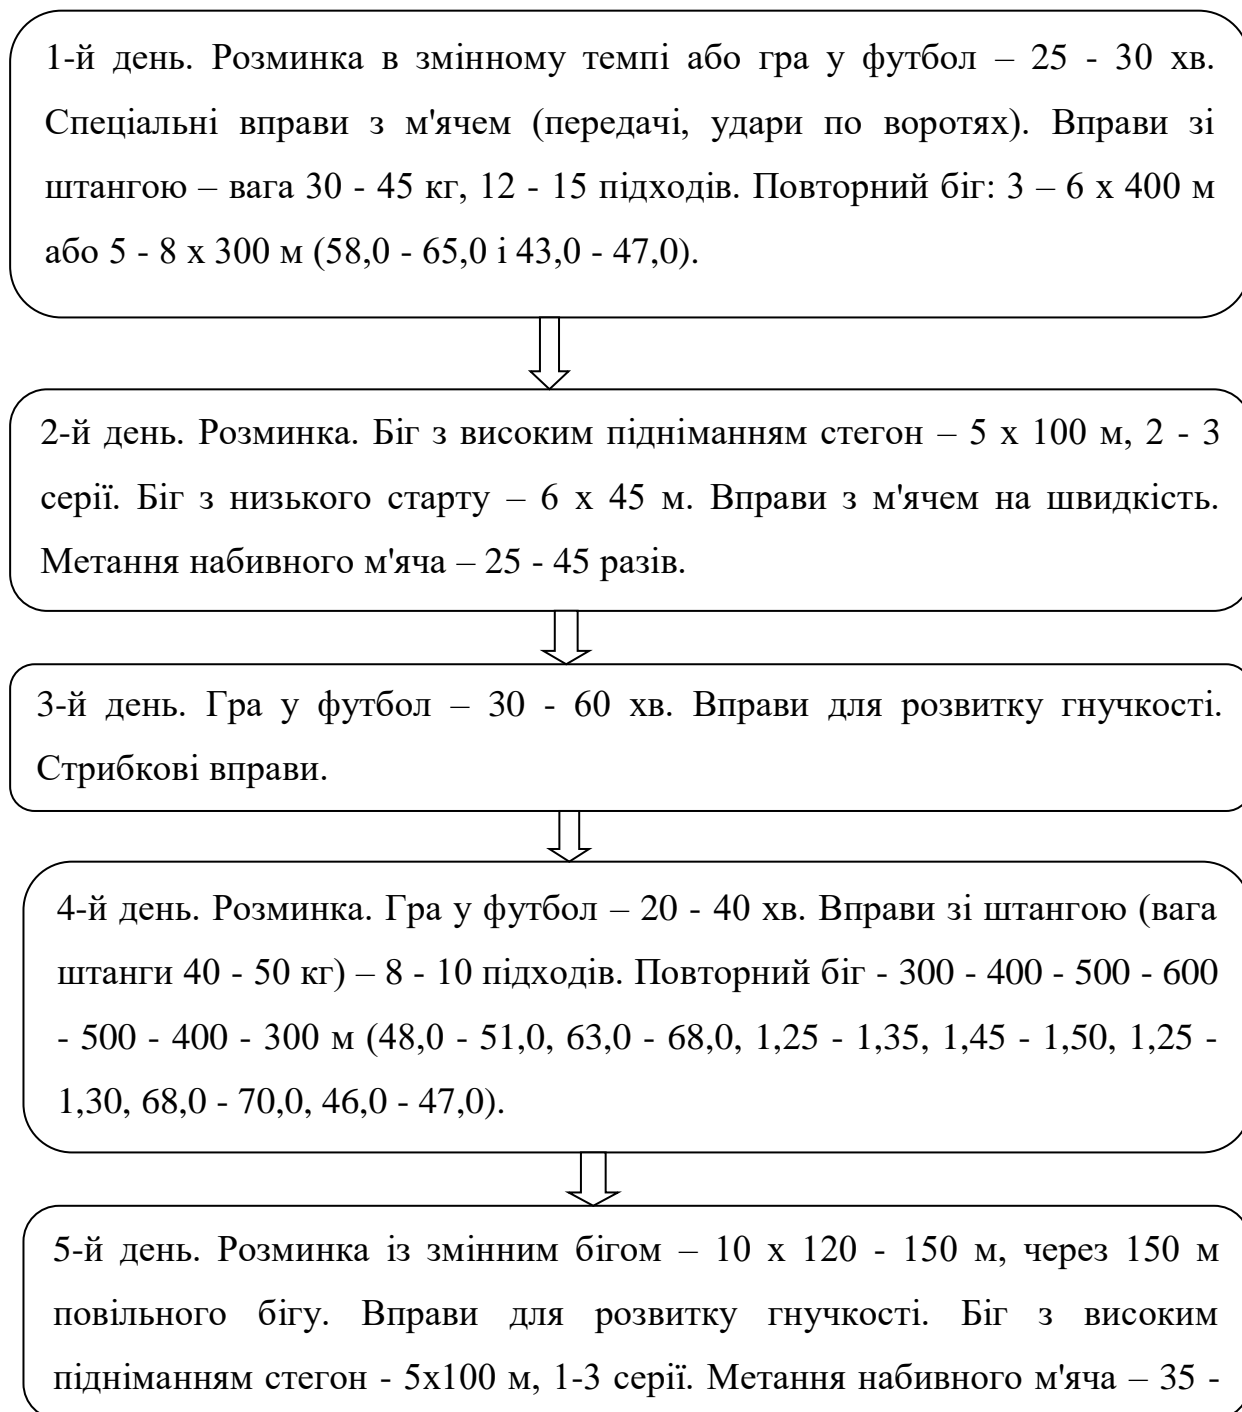 1-й день. Розминка в змінному темпі або гра у футбол – 25 - 30 хв.
Спеціальні вправи з м'ячем (передачі, удари по воротях). Вправи зі
штангою – вага 30 - 45 кг, 12 - 15 підходів. Повторний біг: 3 – 6 х 400 м
або 5 - 8 х 300 м (58,0 - 65,0 і 43,0 - 47,0).
2-й день. Розминка. Біг з високим підніманням стегон – 5 х 100 м, 2 - 3
серії. Біг з низького старту – 6 х 45 м. Вправи з м'ячем на швидкість.
Метання набивного м'яча – 25 - 45 разів.
3-й день. Гра у футбол – 30 - 60 хв. Вправи для розвитку гнучкості.
Стрибкові вправи.
4-й день. Розминка. Гра у футбол – 20 - 40 хв. Вправи зі штангою (вага
штанги 40 - 50 кг) – 8 - 10 підходів. Повторний біг - 300 - 400 - 500 - 600
- 500 - 400 - 300 м (48,0 - 51,0, 63,0 - 68,0, 1,25 - 1,35, 1,45 - 1,50, 1,25 -
1,30, 68,0 - 70,0, 46,0 - 47,0).
5-й день. Розминка із змінним бігом – 10 х 120 - 150 м, через 150 м
повільного бігу. Вправи для розвитку гнучкості. Біг з високим
підніманням стегон - 5х100 м, 1-3 серії. Метання набивного м'яча – 35 -